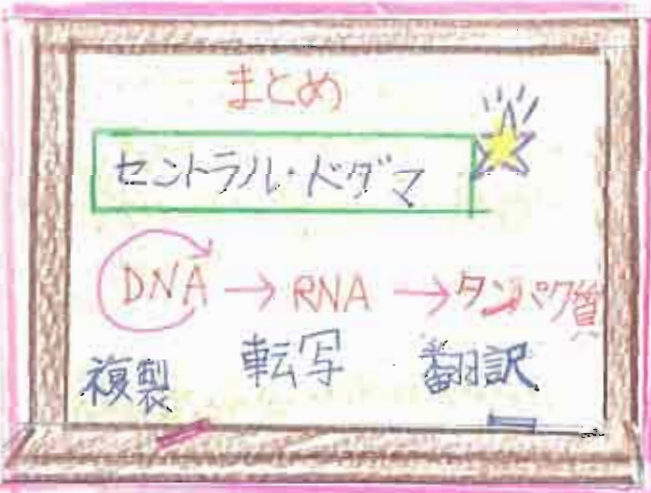 まとめ
セントラル・ドグマ
DNA → RNA → タンパク質
複製 転写 翻訳